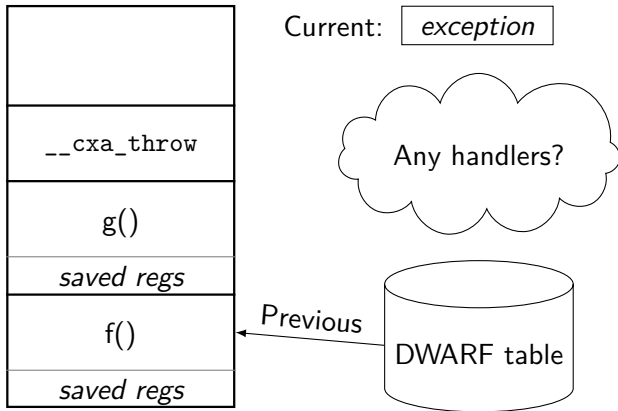 Current: exception
__cxa_throw
Any handlers?
g()
saved regs
f()
Previous
DWARF table
saved regs